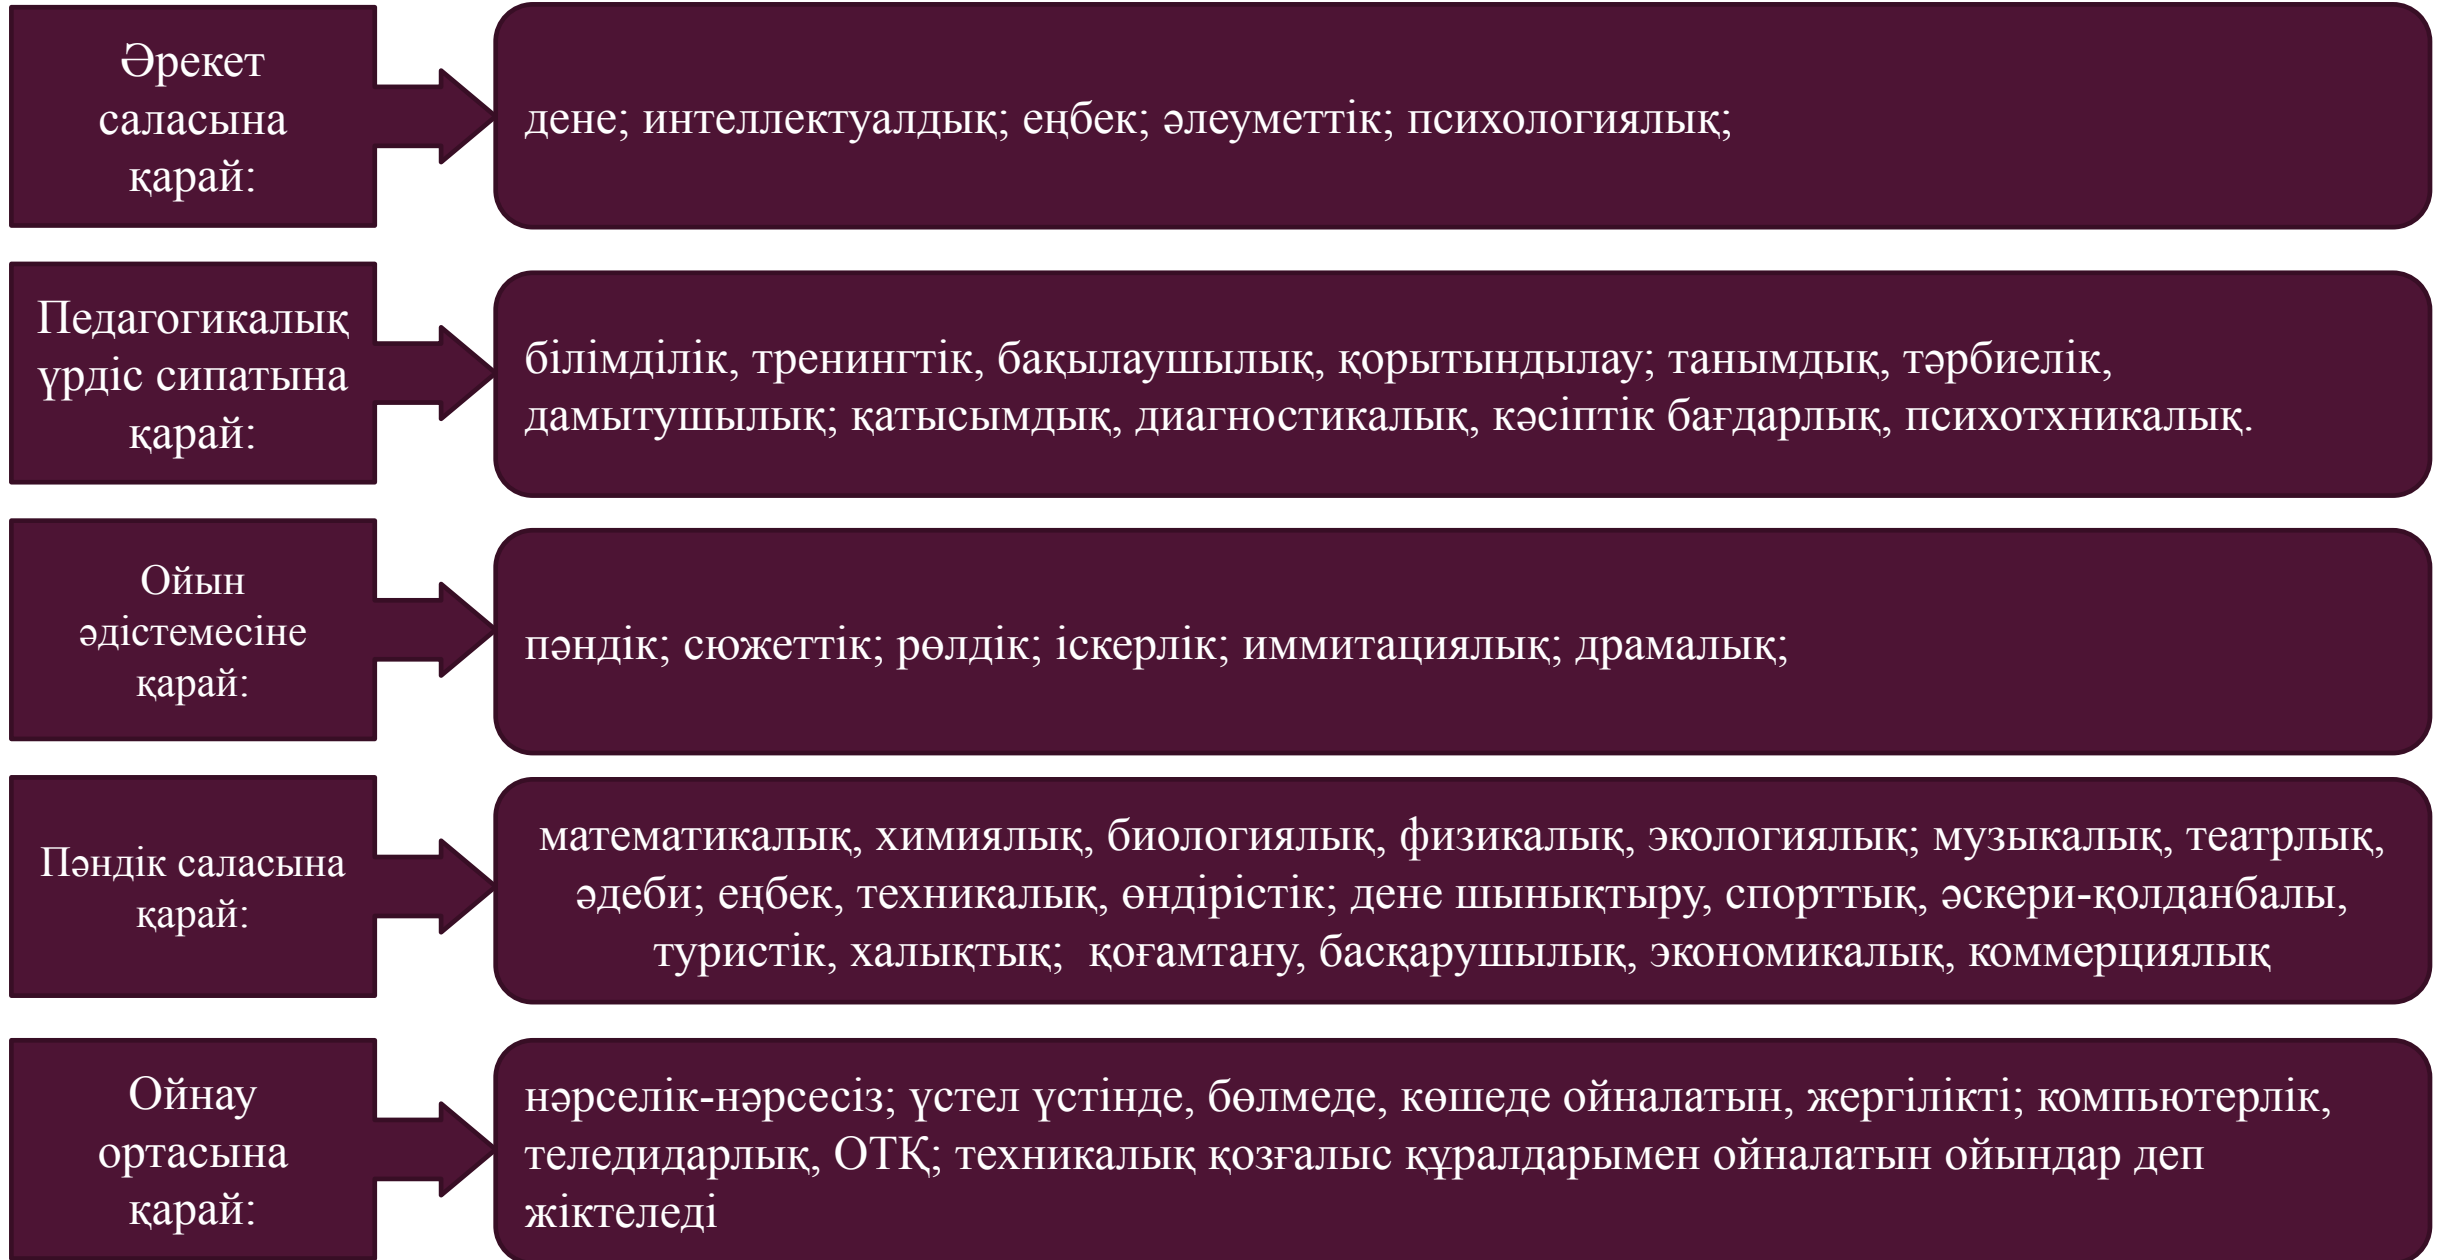 Әрекет
саласына
қарай:
дене; интеллектуалдық; еңбек; әлеуметтік; психологиялық;
Педагогикалық
үрдіс сипатына
қарай:
білімділік, тренингтік, бақылаушылық, қорытындылау; танымдық, тәрбиелік,
дамытушылық; қатысымдық, диагностикалық, кәсіптік бағдарлық, психотхникалық.
Ойын
әдістемесіне
қарай:
пәндік; сюжеттік; рөлдік; іскерлік; иммитациялық; драмалық;
Пәндік саласына
қарай:
математикалық, химиялық, биологиялық, физикалық, экологиялық; музыкалық, театрлық,
әдеби; еңбек, техникалық, өндірістік; дене шынықтыру, спорттық, әскери-қолданбалы,
туристік, халықтық;  қоғамтану, басқарушылық, экономикалық, коммерциялық
Ойнау
ортасына
қарай:
нәрселік-нәрсесіз; үстел үстінде, бөлмеде, көшеде ойналатын, жергілікті; компьютерлік,
теледидарлық, ОТҚ; техникалық қозғалыс құралдарымен ойналатын ойындар деп
жіктеледі